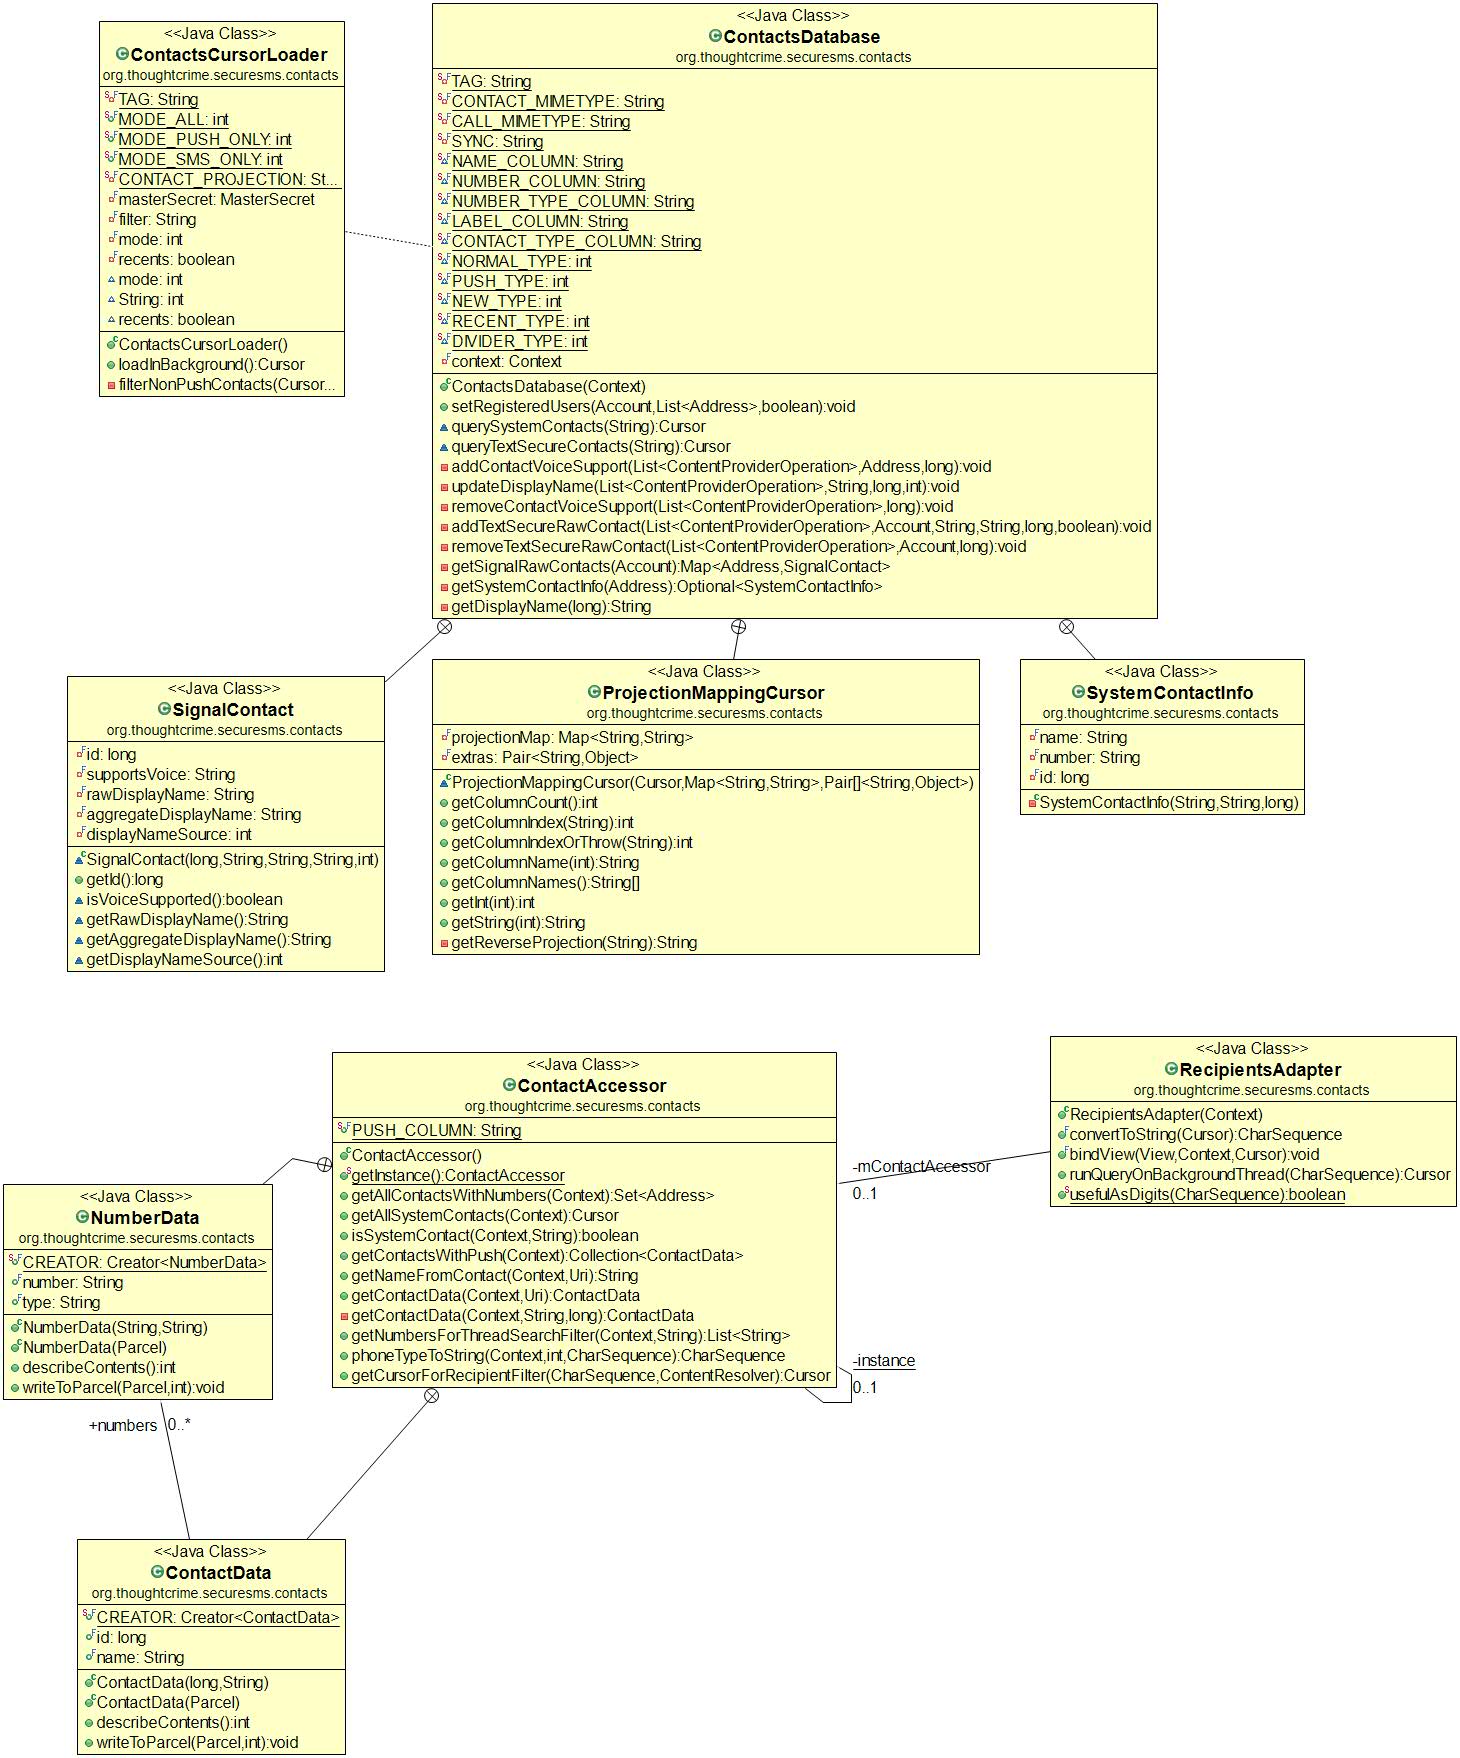 <<Java Class>>
ContactsCursorLoader
org.thoughtcrime.securesms.contacts
TAG: String
MODE_ALL: int
MODE_PUSH_ONLY: int
MODE_SMS_ONLY: int
CONTACT_PROJECTION: St...
masterSecret: MasterSecret
filter: String
mode: int
recents: boolean
mode: int
String: int
recents: boolean
ContactsCursorLoader()
loadInBackground():Cursor
filterNonPushContacts(Cursor...
<<Java Class>>
ContactsDatabase
org.thoughtcrime.securesms.contacts
TAG: String
CONTACT_MIMETYPE: String
CALL_MIMETYPE: String
SYNC: String
NAME_COLUMN: String
NUMBER_COLUMN: String
NUMBER_TYPE_COLUMN: String
LABEL_COLUMN: String
CONTACT_TYPE_COLUMN: String
NORMAL_TYPE: int
PUSH_TYPE: int
NEW_TYPE: int
RECENT_TYPE: int
DIVIDER_TYPE: int
context: Context
ContactsDatabase(Context)
setRegisteredUsers(Account,List<Address>,boolean):void
querySystemContacts(String):Cursor
queryTextSecureContacts(String):Cursor
addContactVoiceSupport(List<ContentProviderOperation>,Address,long):void
updateDisplayName(List<ContentProviderOperation>,String,long,int):void
removeContactVoiceSupport(List<ContentProviderOperation>,long):void
addTextSecureRawContact(List<ContentProviderOperation>,Account,String,String,long,boolean):void
removeTextSecureRawContact(List<ContentProviderOperation>,Account,long):void
getSignalRawContacts(Account):Map<Address,SignalContact>
getSystemContactInfo(Address):Optional<SystemContactInfo>
getDisplayName(long):String
<<Java Class>>
SignalContact
org.thoughtcrime.securesms.contacts
id: long
supportsVoice: String
rawDisplayName: String
aggregateDisplayName: String
displayNameSource: int
SignalContact(long,String,String,String,int)
getId():long
isVoiceSupported():boolean
getRawDisplayName():String
getAggregateDisplayName():String
getDisplayNameSource():int
<<Java Class>>
ProjectionMappingCursor
org.thoughtcrime.securesms.contacts
projectionMap: Map<String,String>
extras: Pair<String,Object>
ProjectionMappingCursor(Cursor,Map<String,String>,Pair[]<String,Object>)
getColumnCount():int
getColumnIndex(String):int
getColumnIndexOrThrow(String):int
getColumnName(int):String
getColumnNames():String[]
getInt(int):int
getString(int):String
getReverseProjection(String):String
<<Java Class>>
SystemContactInfo
org.thoughtcrime.securesms.contacts
name: String
number: String
id: long
SystemContactInfo(String,String,long)
<<Java Class>>
ContactAccessor
org.thoughtcrime.securesms.contacts
PUSH_COLUMN: String
ContactAccessor()
getInstance():ContactAccessor
getAllContactsWithNumbers(Context):Set<Address>
getAllSystemContacts(Context):Cursor
isSystemContact(Context,String):boolean
getContactsWithPush(Context):Collection<ContactData>
getNameFromContact(Context,Uri):String
getContactData(Context,Uri):ContactData
getContactData(Context,String,long):ContactData
getNumbersForThreadSearchFilter(Context,String):List<String>
phoneTypeToString(Context,int,CharSequence):CharSequence
getCursorForRecipientFilter(CharSequence,ContentResolver):Cursor
-mContactAccessor
0..1
-instance
0..1
<<Java Class>>
RecipientsAdapter
org.thoughtcrime.securesms.contacts
RecipientsAdapter(Context)
convertToString(Cursor):CharSequence
bindView(View,Context,Cursor):void
runQueryOnBackgroundThread(CharSequence):Cursor
usefulAsDigits(CharSequence):boolean
<<Java Class>>
NumberData
org.thoughtcrime.securesms.contacts
CREATOR: Creator<NumberData>
number: String
type: String
NumberData(String,String)
NumberData(Parcel)
describeContents():int
writeToParcel(Parcel,int):void
+numbers 0..*
<<Java Class>>
ContactData
org.thoughtcrime.securesms.contacts
CREATOR: Creator<ContactData>
id: long
name: String
ContactData(long,String)
ContactData(Parcel)
describeContents():int
writeToParcel(Parcel,int):void